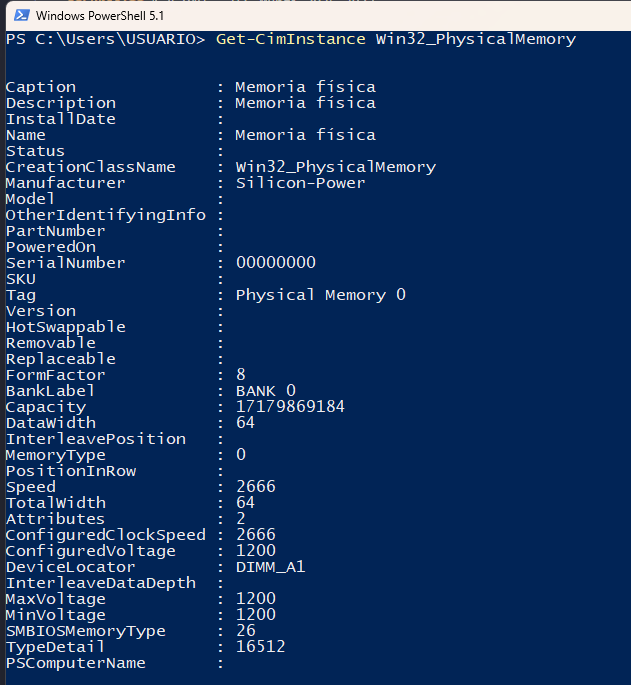 Windows PowerShell 5.1
PS C:\Users\USUARIO> Get-CimInstance Win32_PhysicalMemory
Caption : Memoria física
Description : Memoria física
InstallDate :
Name : Memoria física
Status :
CreationClassName : Win32_PhysicalMemory
Manufacturer : Silicon-Power
Model :
OtherIdentifyingInfo :
PartNumber :
PoweredOn :
SerialNumber : 00000000
SKU :
Tag : Physical Memory 0
Version :
HotSwappable :
Removable :
Replaceable :
FormFactor : 8
BankLabel : BANK 0
Capacity : 17179869184
DataWidth : 64
InterleavePosition :
MemoryType : 0
PositionInRow :
Speed : 2666
TotalWidth : 64
Attributes : 2
ConfiguredClockSpeed : 2666
ConfiguredVoltage : 1200
DeviceLocator : DIMM_A1
InterleaveDataDepth :
MaxVoltage : 1200
MinVoltage : 1200
SMBIOSMemoryType : 26
TypeDetail : 16512
PSComputerName :